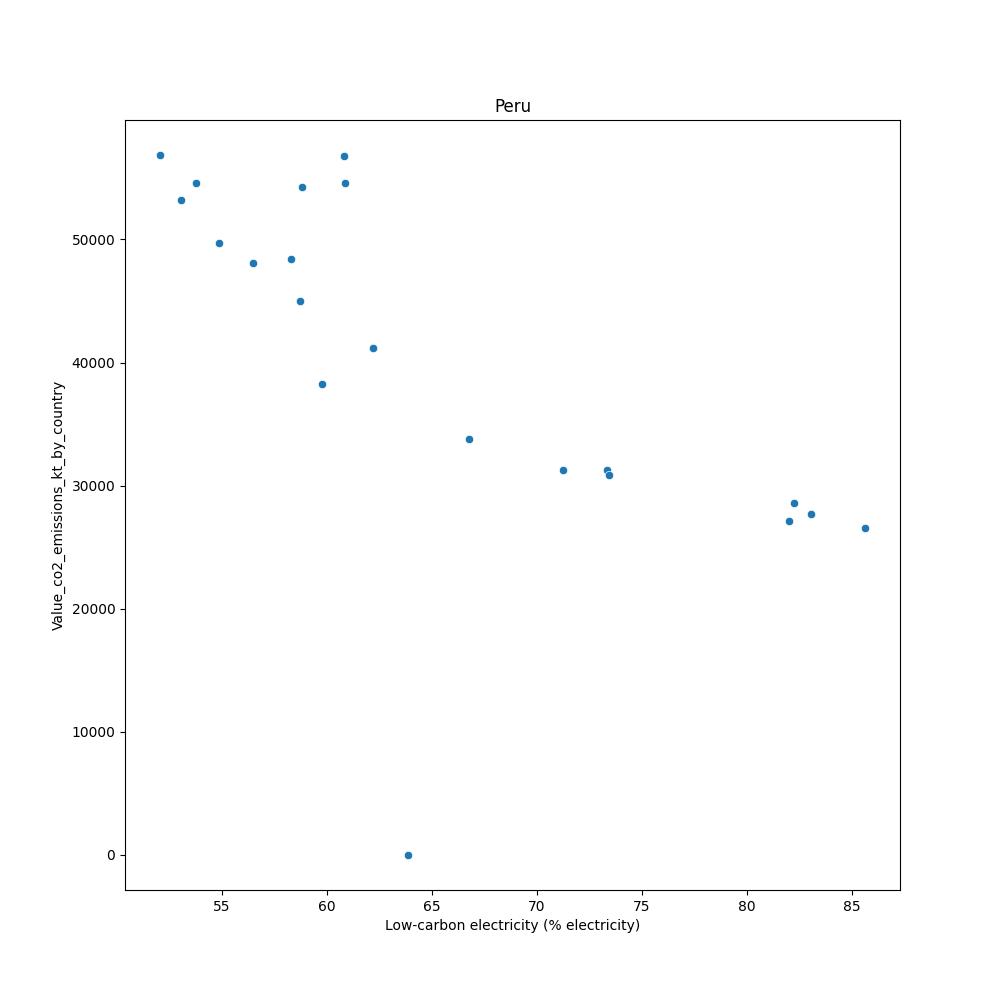 Peru
50000
40000
30000
20000
10000
0
Value_co2_emissions_kt_by_country
55 60 65 70 75 80 85
Low-carbon electricity (% electricity)